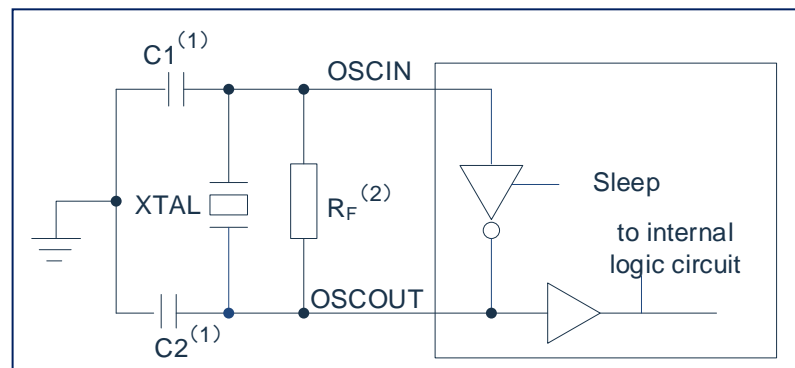 C1(1)
OSCIN
XTAL
RF(2)
Sleep
to internal
logic circuit
OSCOUT
C2(1)